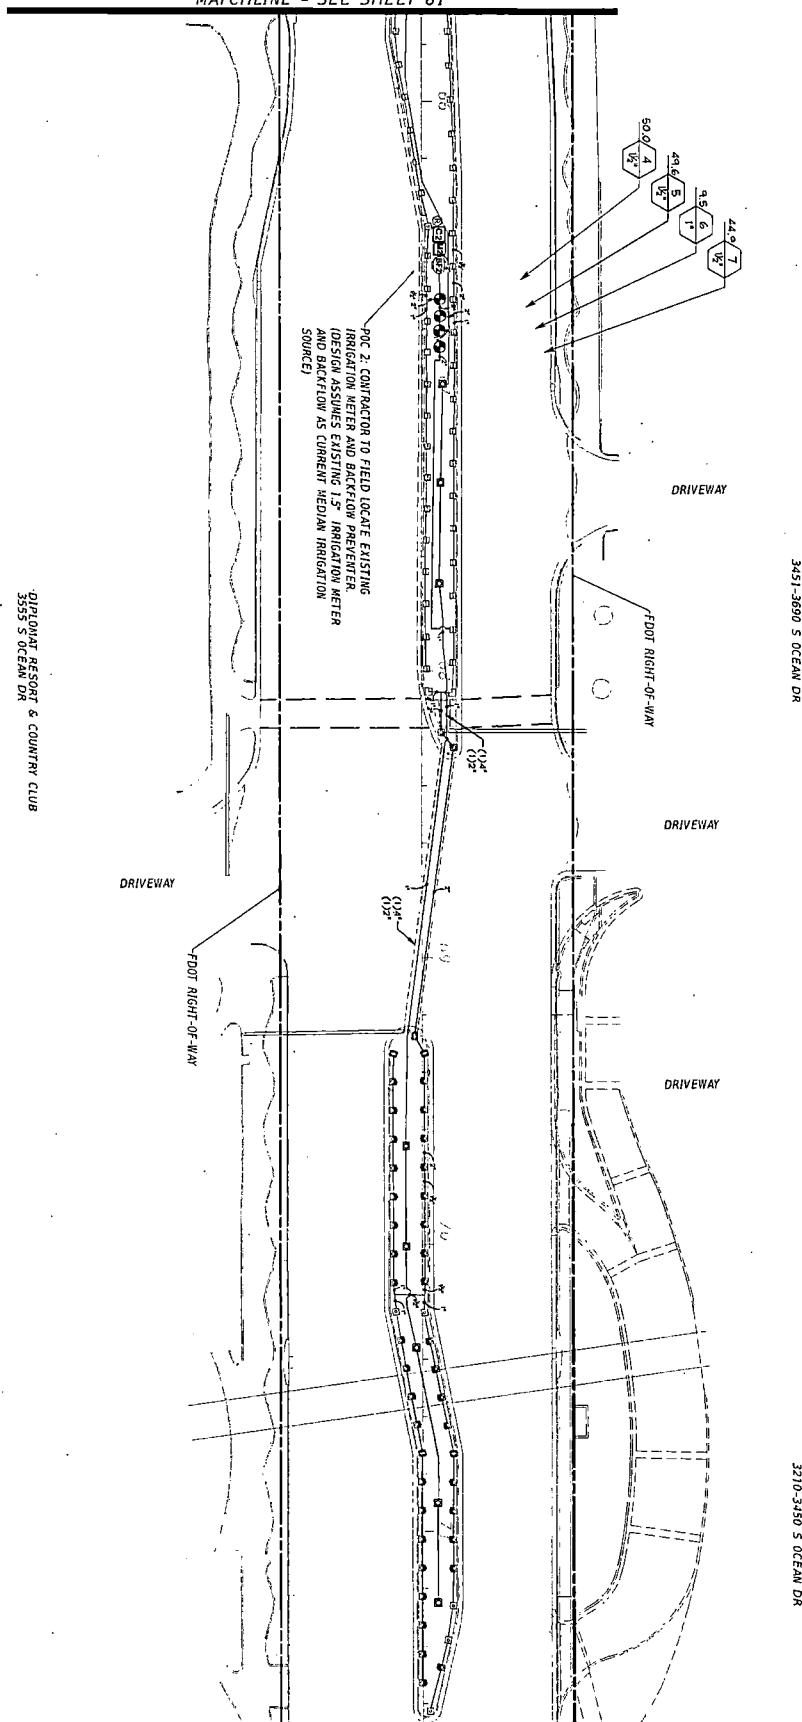 MATCHLINE - SEE SHEET 61
50.0
4
1½"
49.6
5
1½"
9.5
6
1"
44.9
7
1½"
POC 2: CONTRACTOR TO FIELD LOCATE EXISTING
IRRIGATION METER AND BACKFLOW PREVENTER.
(DESIGN ASSUMES EXISTING 1.5" IRRIGATION METER
AND BACKFLOW AS CURRENT MEDIAN IRRIGATION
SOURCE)
DRIVEWAY
3451-3690 S OCEAN DR
FDOT RIGHT-OF-WAY
DIPLOMAT RESORT & COUNTRY CLUB
3555 S OCEAN DR
(1)4"
(1)2"
DRIVEWAY
DRIVEWAY
(1)4"
(1)2"
FDOT RIGHT-OF-WAY
DRIVEWAY
70
3210-3450 S OCEAN DR